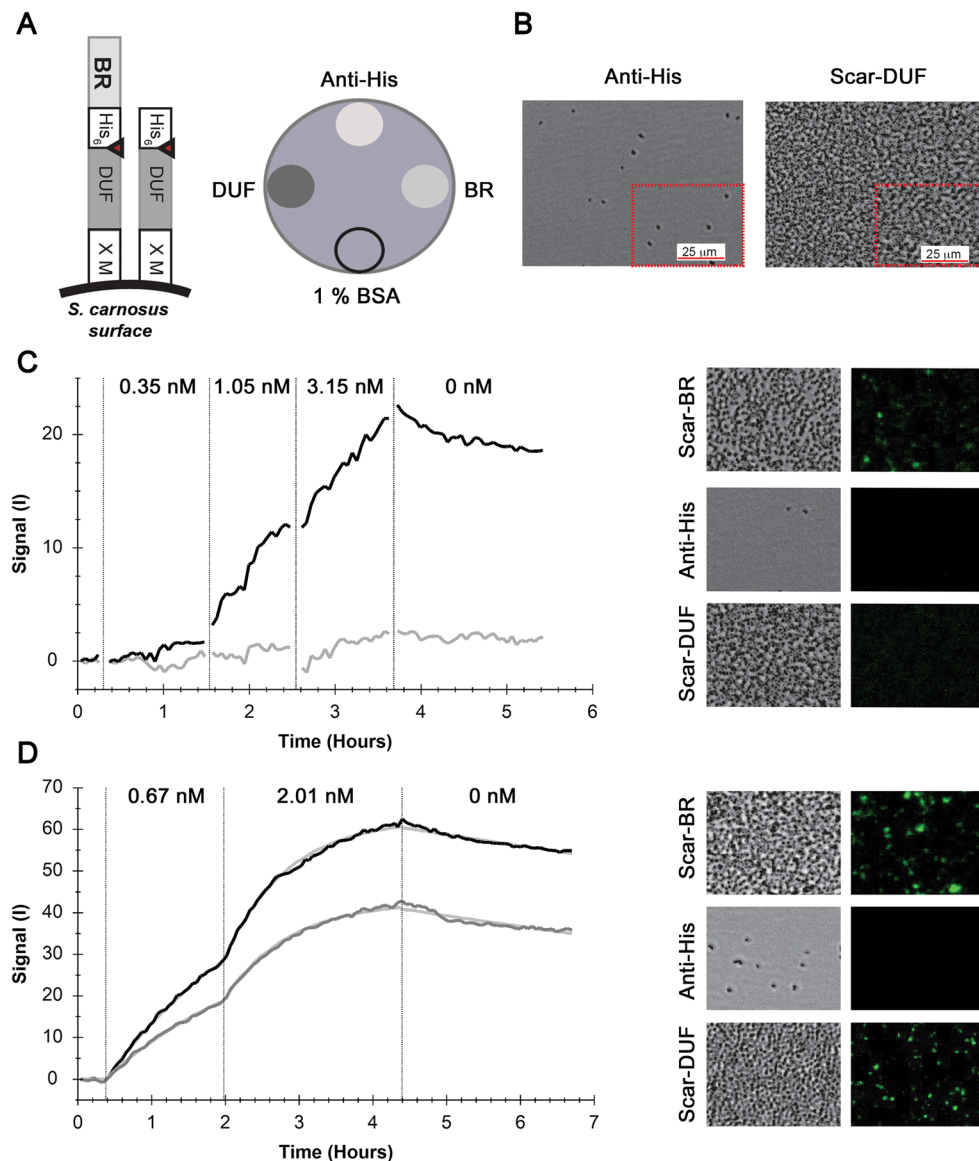 A
BR
His6
DUF
X M
His6
DUF
X M
S. carnosus
surface
Anti-His
DUF
BR
1 % BSA
B
Anti-His
Scar-DUF
25 µm
25 µm
C
0.35 nM 1.05 nM 3.15 nM 0 nM
Signal (I)
20
10
0
0 1 2 3 4 5 6
Time (Hours)
Scar-BR
Anti-His
Scar-DUF
D
0.67 nM 2.01 nM 0 nM
Signal (I)
70
60
50
40
30
20
10
0
0 1 2 3 4 5 6 7
Time (Hours)
Scar-BR
Anti-His
Scar-DUF